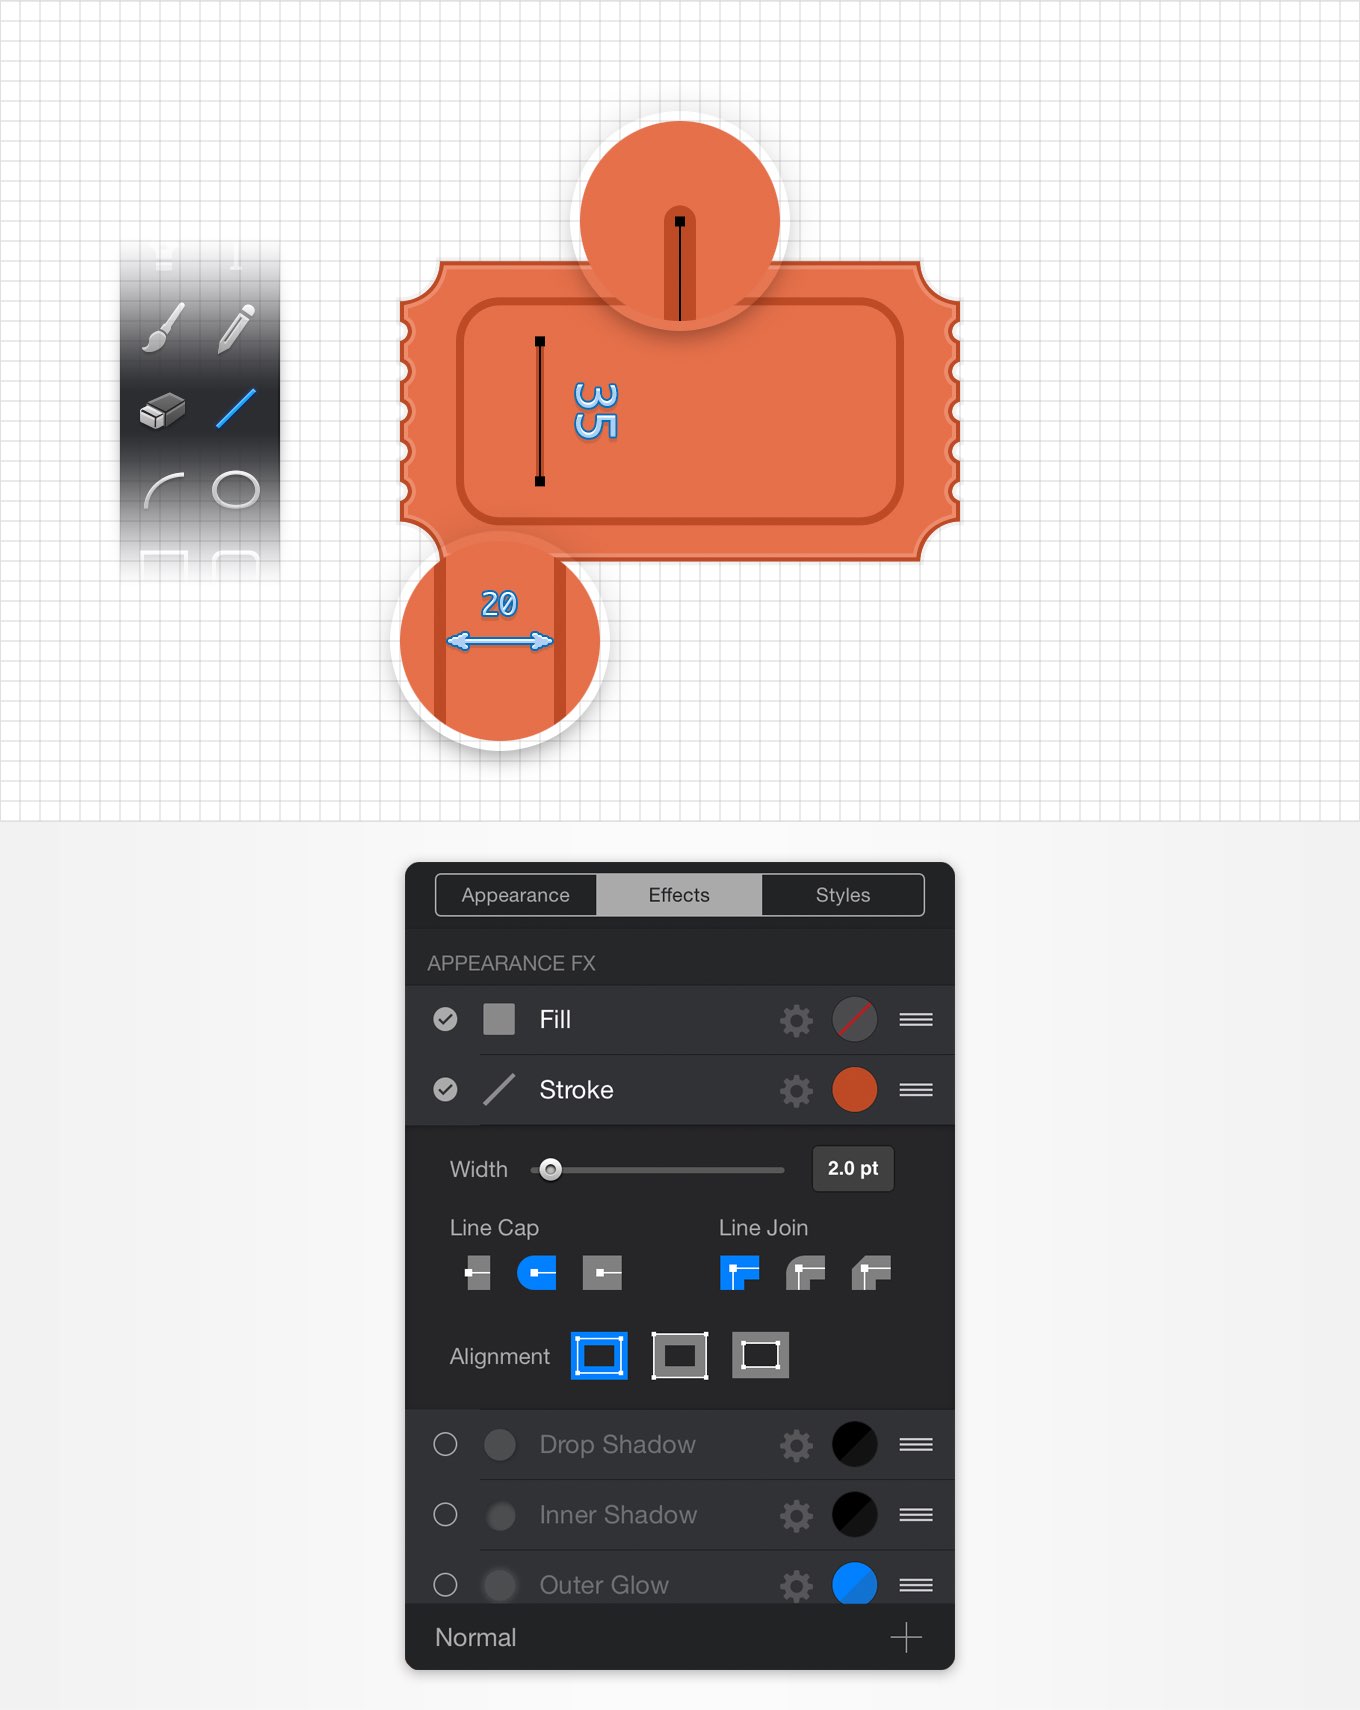 35
20
Appearance
Effects
Styles
APPEARANCE FX
Fill
Stroke
Width
2.0 pt
Line Cap
Line Join
Alignment
Drop Shadow
Inner Shadow
Outer Glow
Normal